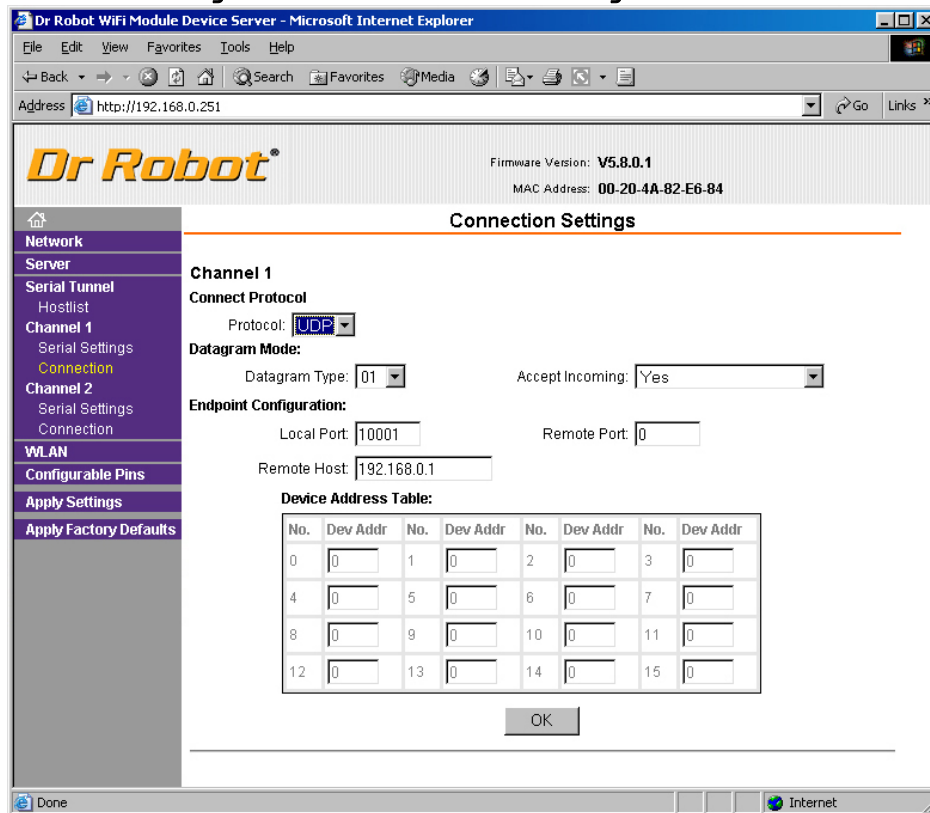 Dr Robot WiFi Module Device Server - Microsoft Internet Explorer
File Edit View Favorites Tools Help
Back Search Favorites Media
Address http://192.168.0.251 Go Links »
Dr Robot®
Firmware Version: V5.8.0.1
MAC Address: 00-20-4A-82-E6-84
Network
Server
Serial Tunnel
Hostlist
Channel 1
Serial Settings
Connection
Channel 2
Serial Settings
Connection
WLAN
Configurable Pins
Apply Settings
Apply Factory Defaults
Connection Settings
Channel 1
Connect Protocol
Protocol: UDP
Datagram Mode:
Datagram Type: 01 Accept Incoming: Yes
Endpoint Configuration:
Local Port: 10001 Remote Port: 0
Remote Host: 192.168.0.1
Device Address Table:
No. Dev Addr No. Dev Addr No. Dev Addr No. Dev Addr
0 0 1 0 2 0 3 0
4 0 5 0 6 0 7 0
8 0 9 0 10 0 11 0
12 0 13 0 14 0 15 0
OK
Done Internet